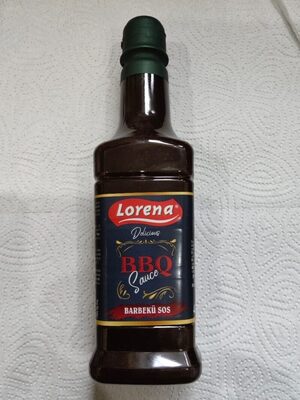 Lorena
Delicious
BBQ
Sauce
BARBEKÜ SOS